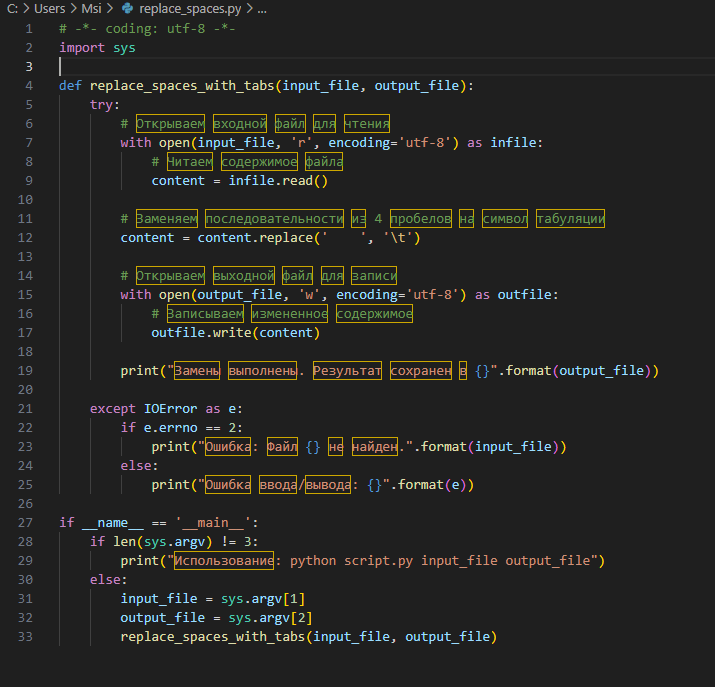 C: > Users > Msi > replace_spaces.py > ...
1 # -*- coding: utf-8 -*-
2 import sys
3
4 def replace_spaces_with_tabs(input_file, output_file):
5     try:
6         # Открываем входной файл для чтения
7         with open(input_file, 'r', encoding='utf-8') as infile:
8             # Читаем содержимое файла
9             content = infile.read()
10
11         # Заменяем последовательности из 4 пробелов на символ табуляции
12         content = content.replace('    ', '\t')
13
14         # Открываем выходной файл для записи
15         with open(output_file, 'w', encoding='utf-8') as outfile:
16             # Записываем измененное содержимое
17             outfile.write(content)
18
19         print("Замены выполнены. Результат сохранен в {}".format(output_file))
20
21     except IOError as e:
22         if e.errno == 2:
23             print("Ошибка: Файл {} не найден.".format(input_file))
24         else:
25             print("Ошибка ввода/вывода: {}".format(e))
26
27 if __name__ == '__main__':
28     if len(sys.argv) != 3:
29         print("Использование: python script.py input_file output_file")
30     else:
31         input_file = sys.argv[1]
32         output_file = sys.argv[2]
33         replace_spaces_with_tabs(input_file, output_file)